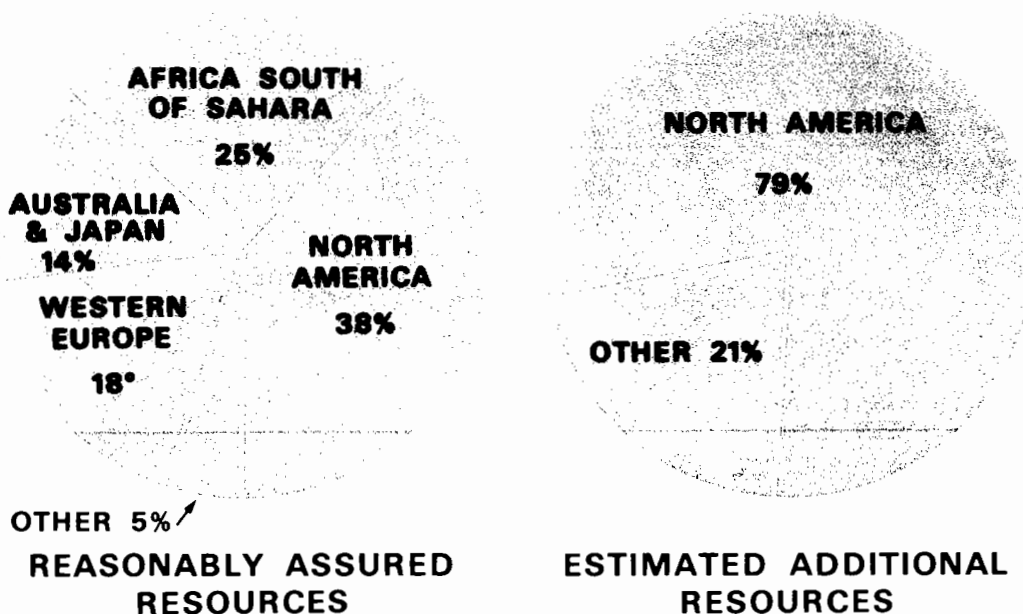 AFRICA SOUTH
OF SAHARA
25%
AUSTRALIA
& JAPAN
14%
NORTH
AMERICA
38%
WESTERN
EUROPE
18°
OTHER 5%
REASONABLY ASSURED
RESOURCES
NORTH AMERICA
79%
OTHER 21%
ESTIMATED ADDITIONAL
RESOURCES